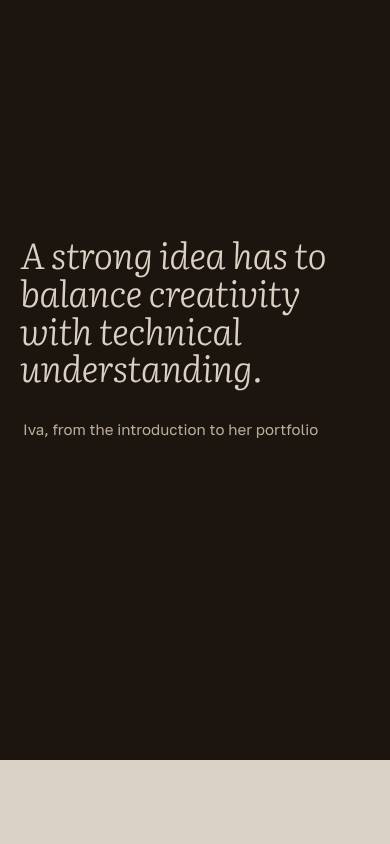 A strong idea has to
balance creativity
with technical
understanding.
Iva, from the introduction to her portfolio